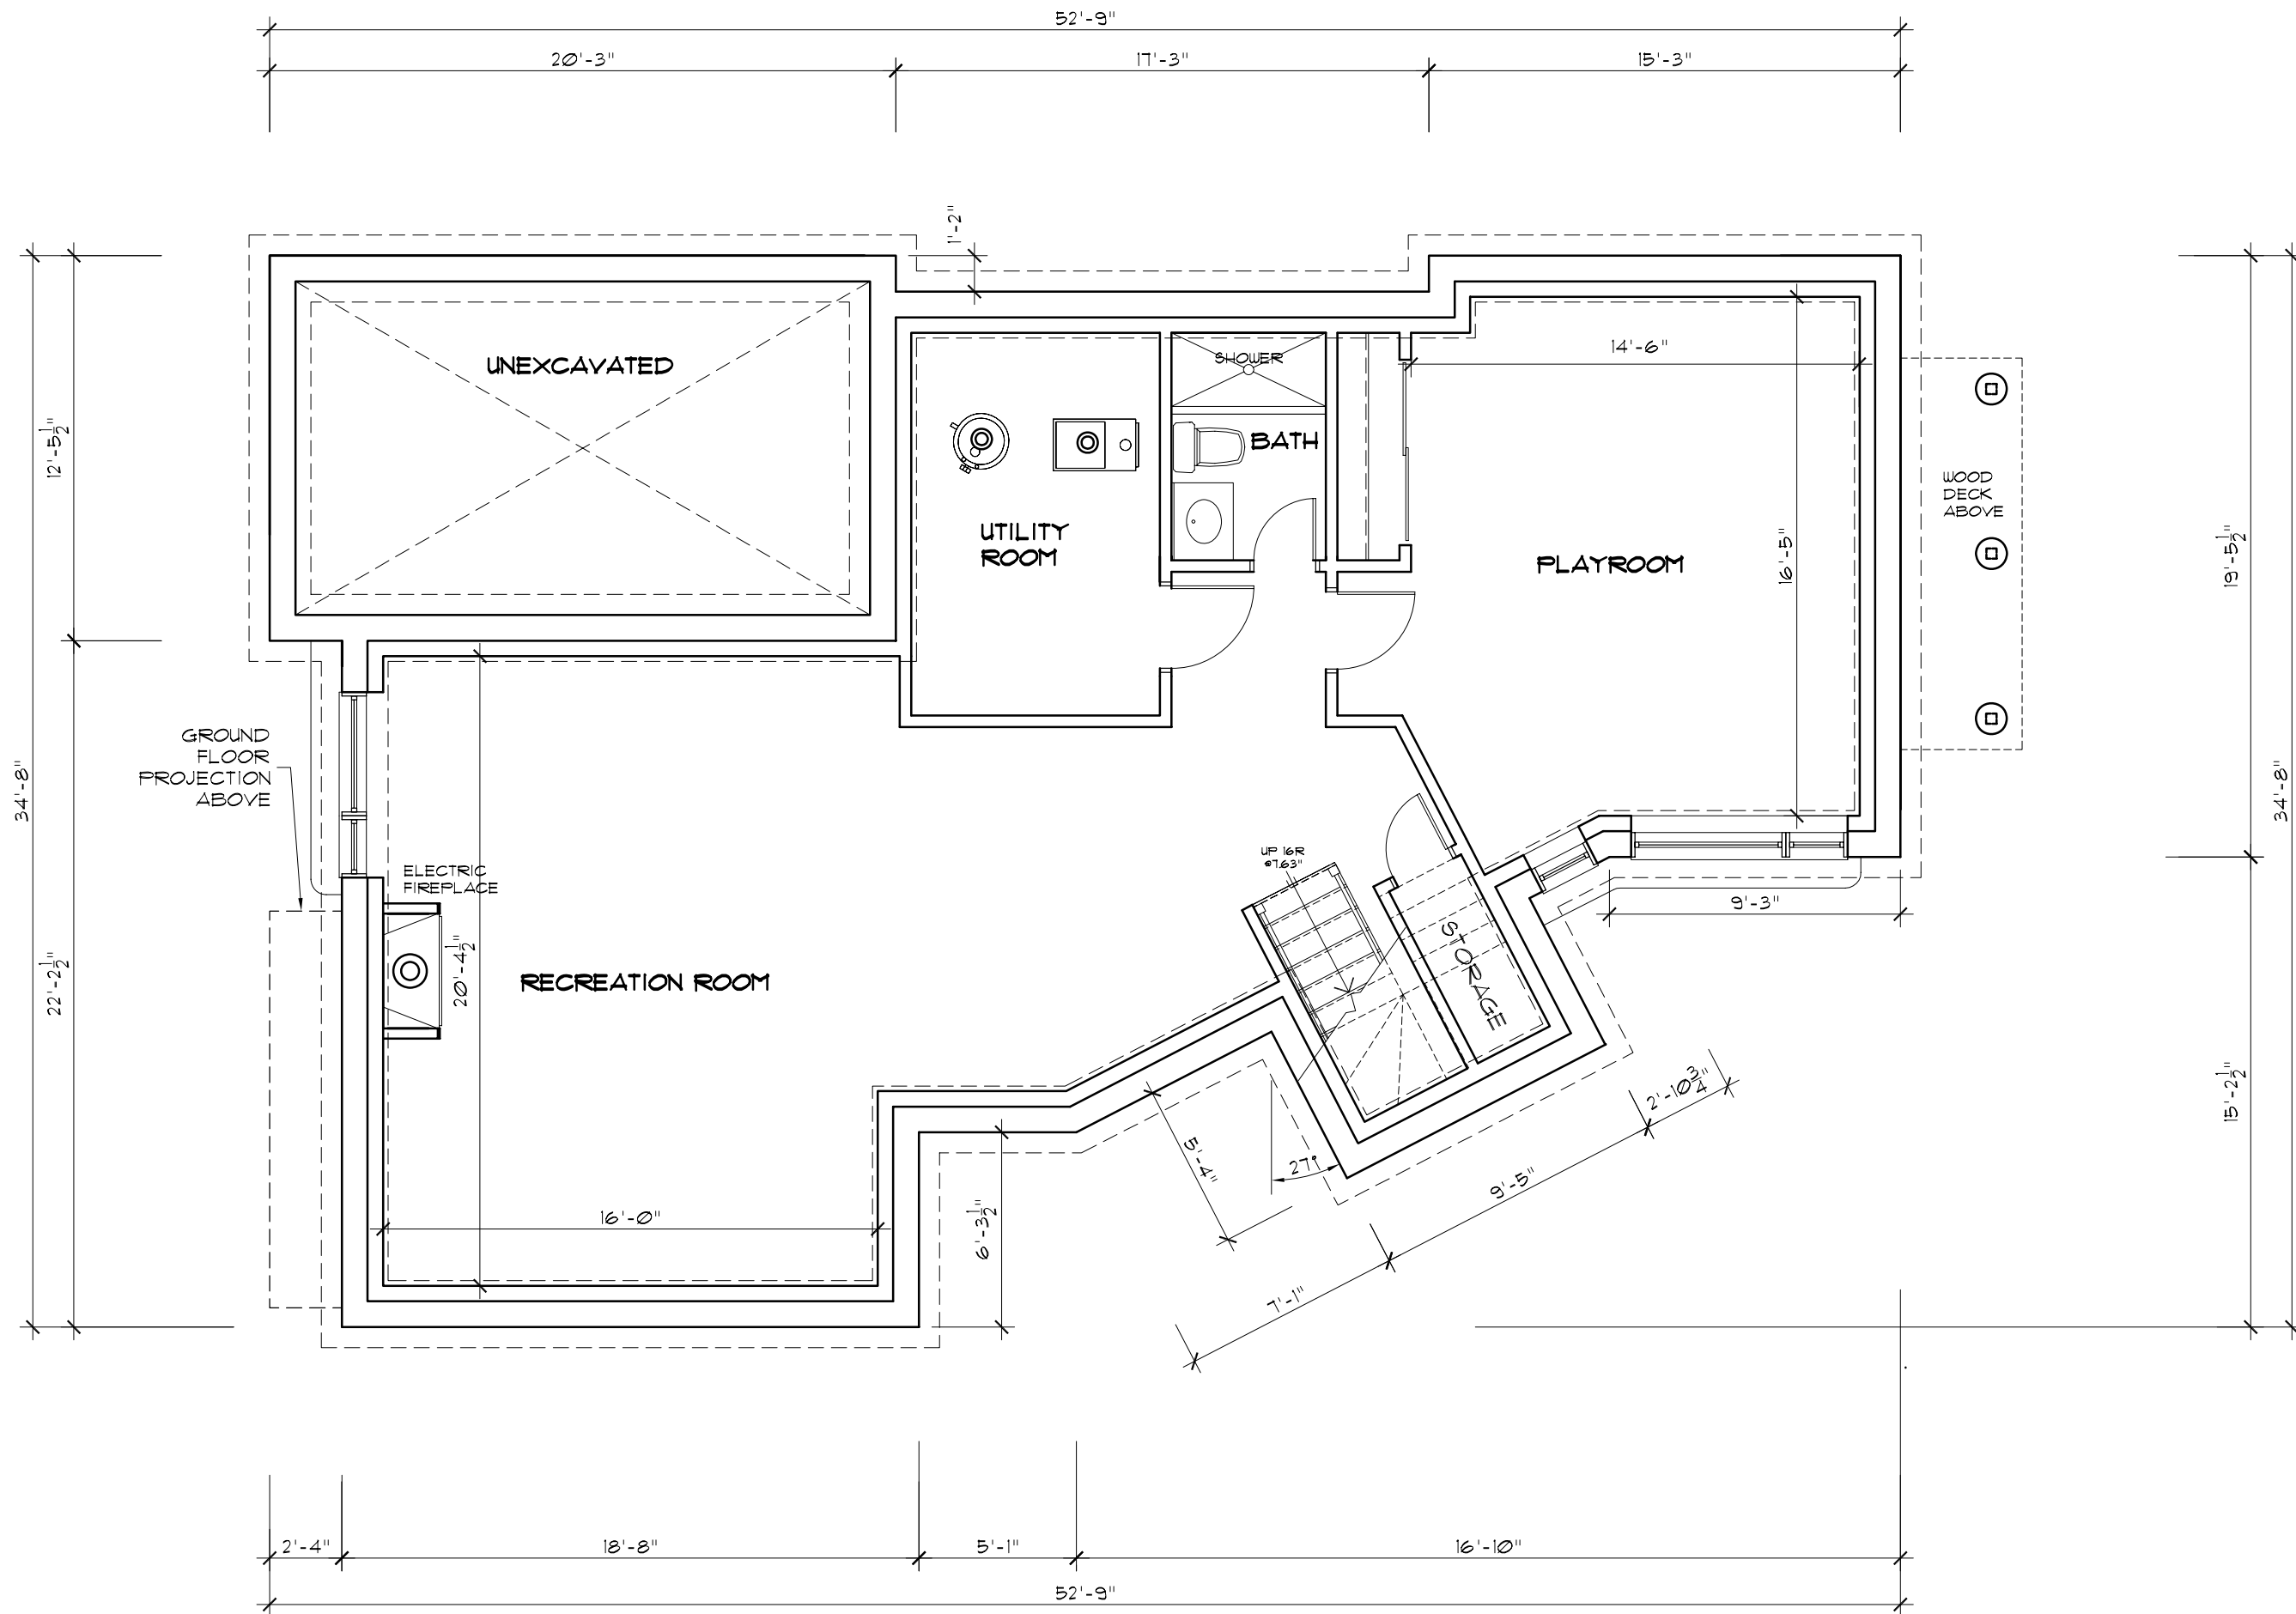 52'-9"
20'-3"
17'-3"
15'-3"
1'-2"
UNEXCAVATED
SHOWER
14'-6"
BATH
12'-5 1/2"
WOOD
DECK
ABOVE
UTILITY
ROOM
PLAYROOM
16'-5"
19'-5 1/2"
GROUND
FLOOR
PROJECTION
ABOVE
34'-8"
34'-8"
UP 16R
@7.63"
ELECTRIC
FIREPLACE
9'-3"
22'-2 1/2"
20'-4 1/2"
RECREATION ROOM
STORAGE
2'-10 3/4"
15'-2 1/2"
5'-4"
27°
9'-5"
16'-0"
6'-3 1/2"
7'-1"
2'-4"
18'-8"
5'-1"
16'-10"
52'-9"